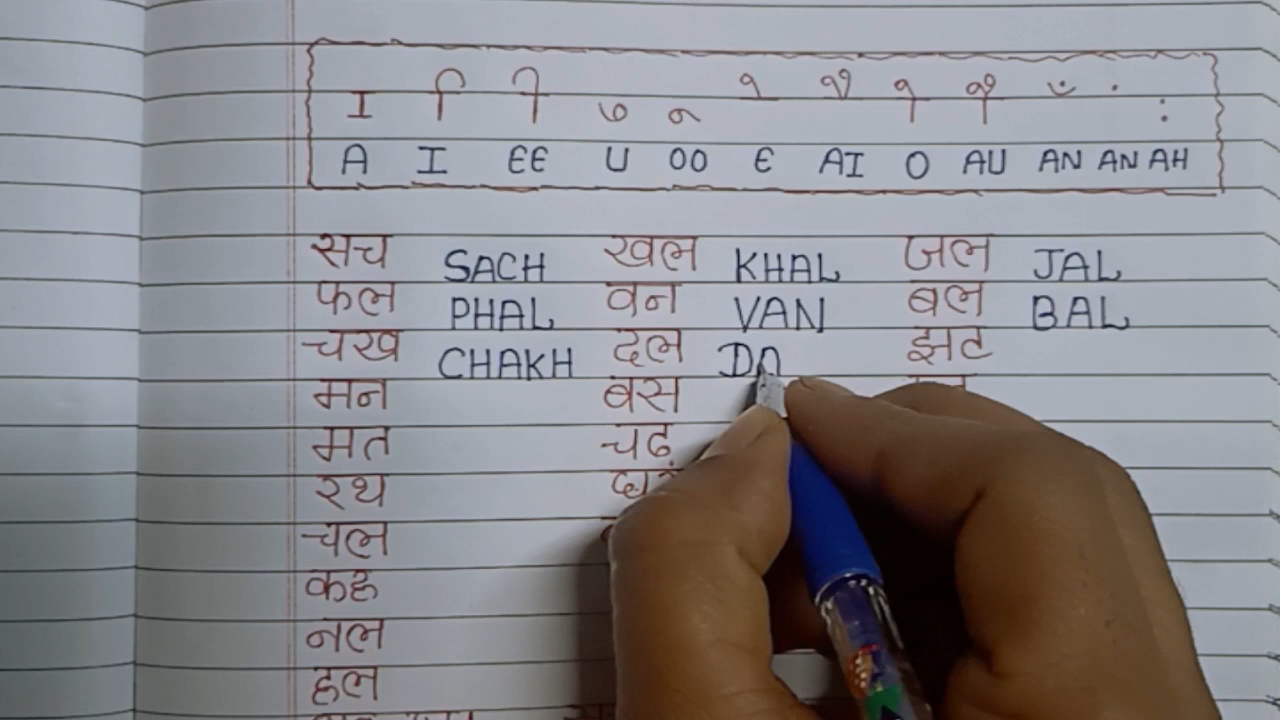 ा ि ी ु ू े ै ो ौ ँ ं ः
A I EE U OO E AI O AU AN AN AH
सच SACH खल KHAL जल JAL
फल PHAL वन VAN बल BAL
चख CHAKH दल DA झट
मन बस
मत चढ़
रथ
चल
कह
नल
हल